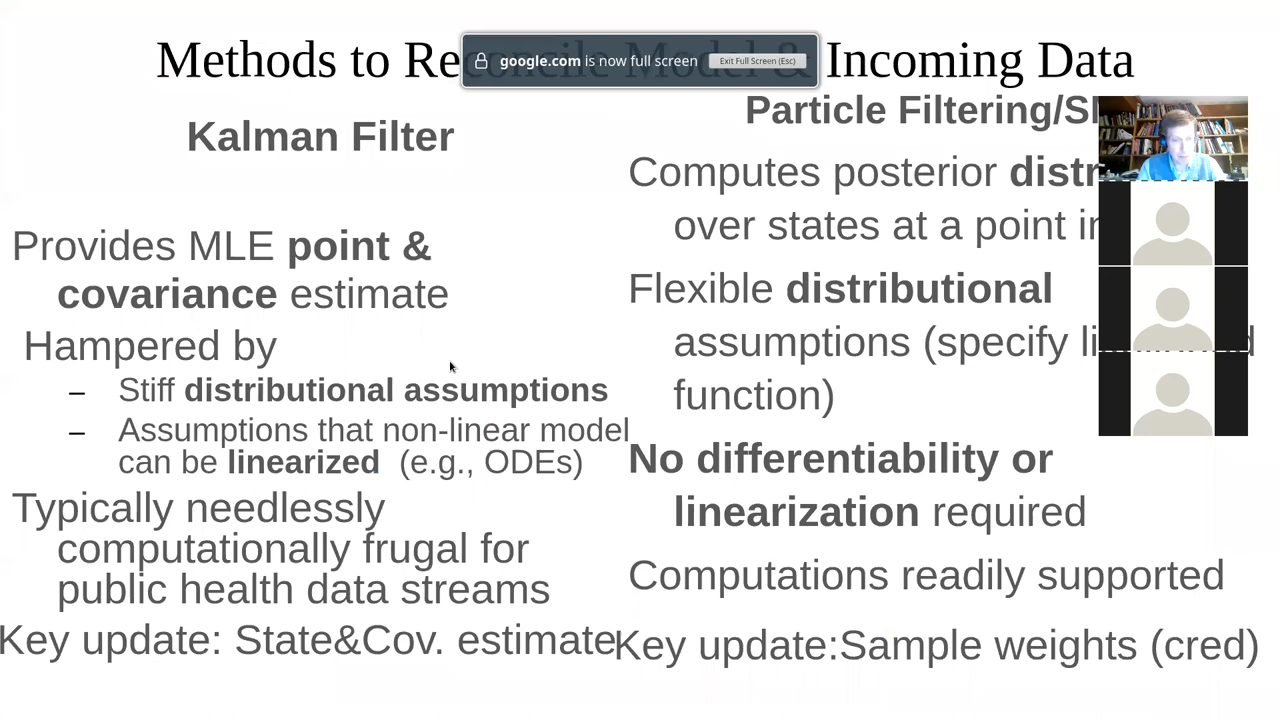 Methods to Reconcile Model & Incoming Data
google.com is now full screen
Exit Full Screen (Esc)
Kalman Filter
Provides MLE point &
covariance estimate
Hampered by
– Stiff distributional assumptions
– Assumptions that non-linear model
can be linearized (e.g., ODEs)
Typically needlessly
computationally frugal for
public health data streams
Key update: State&Cov. estimate
Particle Filtering/
Computes posterior
over states at a point
Flexible distributional
assumptions (specify
function)
No differentiability or
linearization required
Computations readily supported
Key update:Sample weights (cred)